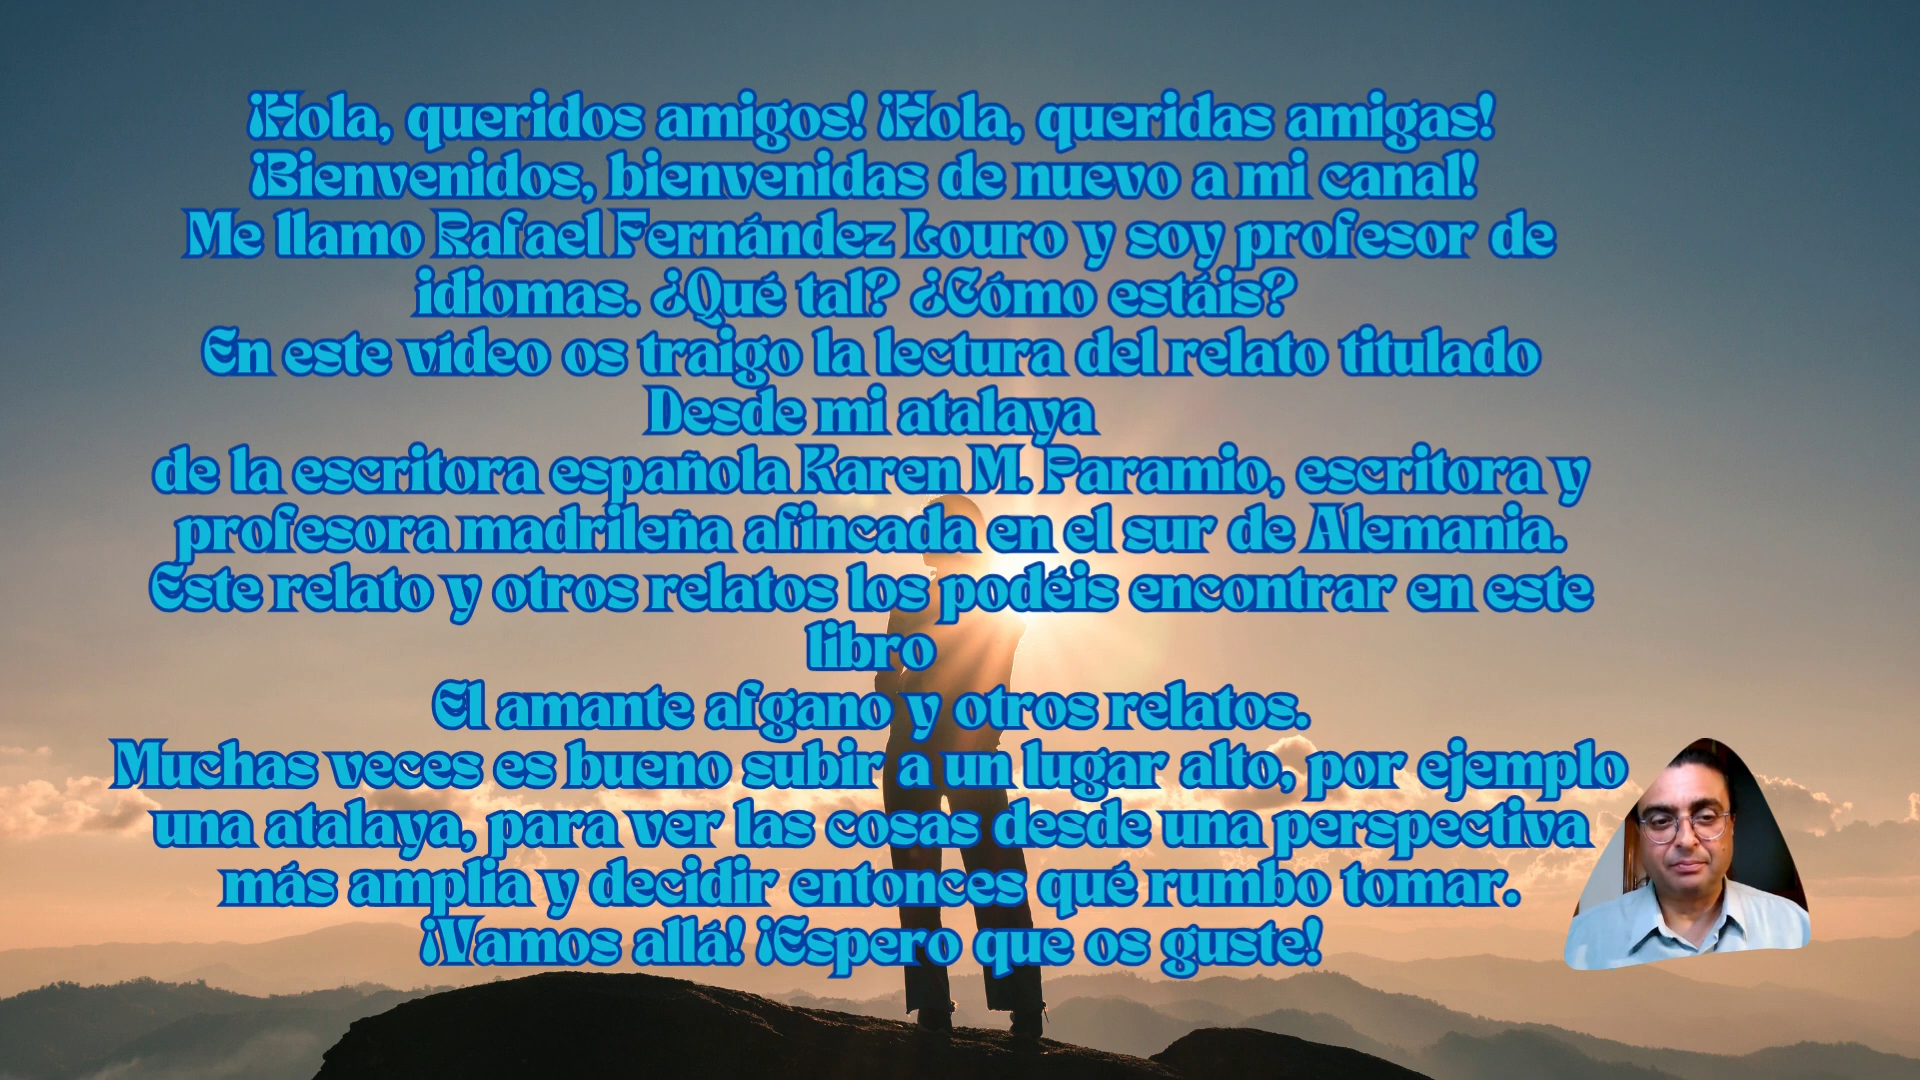 ¡Hola, queridos amigos! ¡Hola, queridas amigas!
¡Bienvenidos, bienvenidas de nuevo a mi canal!
Me llamo Rafael Fernández Louro y soy profesor de
idiomas. ¿Qué tal? ¿Cómo estáis?
En este vídeo os traigo la lectura del relato titulado
Desde mi atalaya
de la escritora española Karen M. Paramio, escritora y
profesora madrileña afincada en el sur de Alemania.
Este relato y otros relatos los podéis encontrar en este
libro
El amante afgano y otros relatos.
Muchas veces es bueno subir a un lugar alto, por ejemplo
una atalaya, para ver las cosas desde una perspectiva
más amplia y decidir entonces qué rumbo tomar.
¡Vamos allá! ¡Espero que os guste!